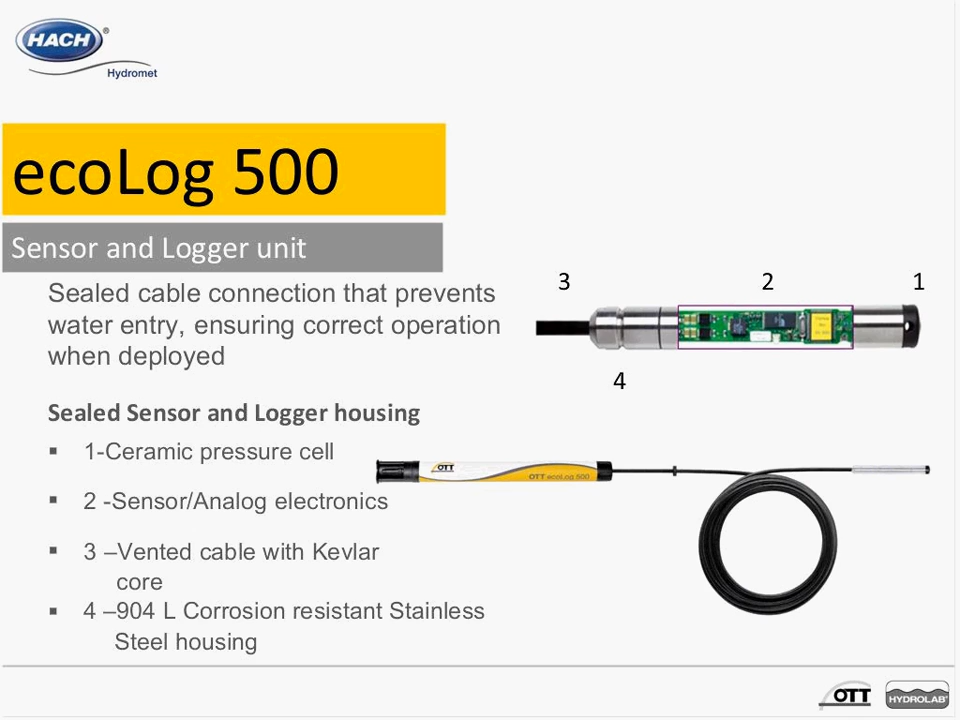 HACH®
Hydromet
ecoLog 500
Sensor and Logger unit
Sealed cable connection that prevents
water entry, ensuring correct operation
when deployed
Sealed Sensor and Logger housing
▪ 1-Ceramic pressure cell
▪ 2 -Sensor/Analog electronics
▪ 3 –Vented cable with Kevlar
core
▪ 4 –904 L Corrosion resistant Stainless
Steel housing
3 2 1
4
OTT
OTT ecoLog 500
OTT
HYDROLAB